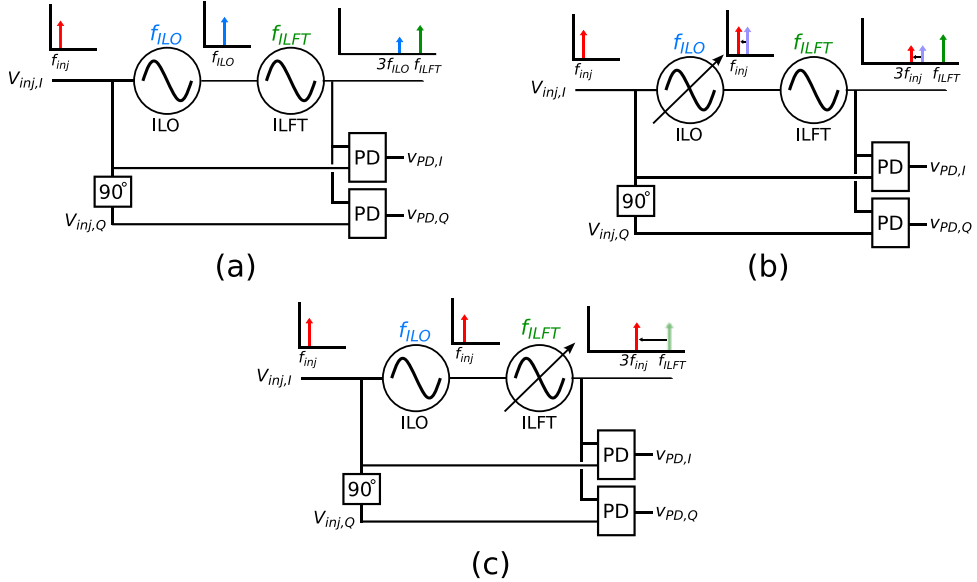 f_ILO f_ILFT
f_inj f_ILO 3f_ILO f_ILFT
V_inj,I
ILO ILFT
PD v_PD,I
90°
PD v_PD,Q
V_inj,Q
(a)
f_ILO f_ILFT
f_inj f_inj 3f_inj f_ILFT
V_inj,I
ILO ILFT
PD v_PD,I
90°
PD v_PD,Q
V_inj,Q
(b)
f_ILO f_ILFT
f_inj f_inj 3f_inj f_ILFT
V_inj,I
ILO ILFT
PD v_PD,I
90°
PD v_PD,Q
V_inj,Q
(c)